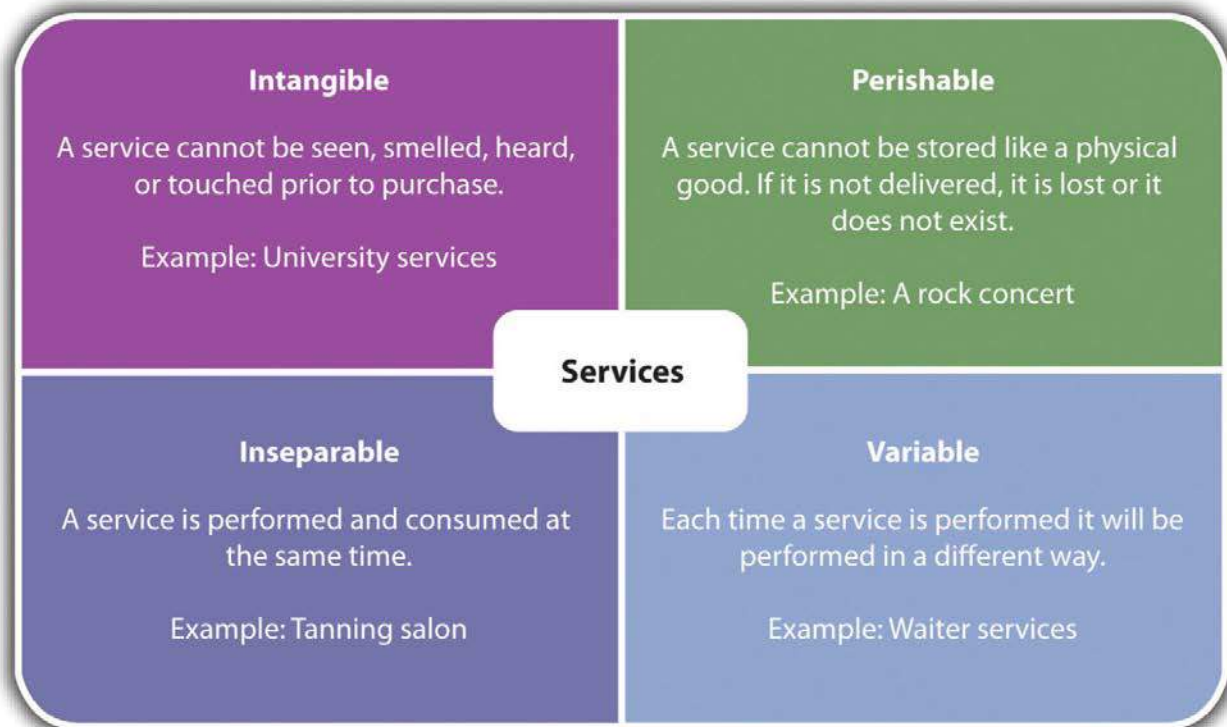 Intangible
A service cannot be seen, smelled, heard,
or touched prior to purchase.
Example: University services
Perishable
A service cannot be stored like a physical
good. If it is not delivered, it is lost or it
does not exist.
Example: A rock concert
Services
Inseparable
A service is performed and consumed at
the same time.
Example: Tanning salon
Variable
Each time a service is performed it will be
performed in a different way.
Example: Waiter services